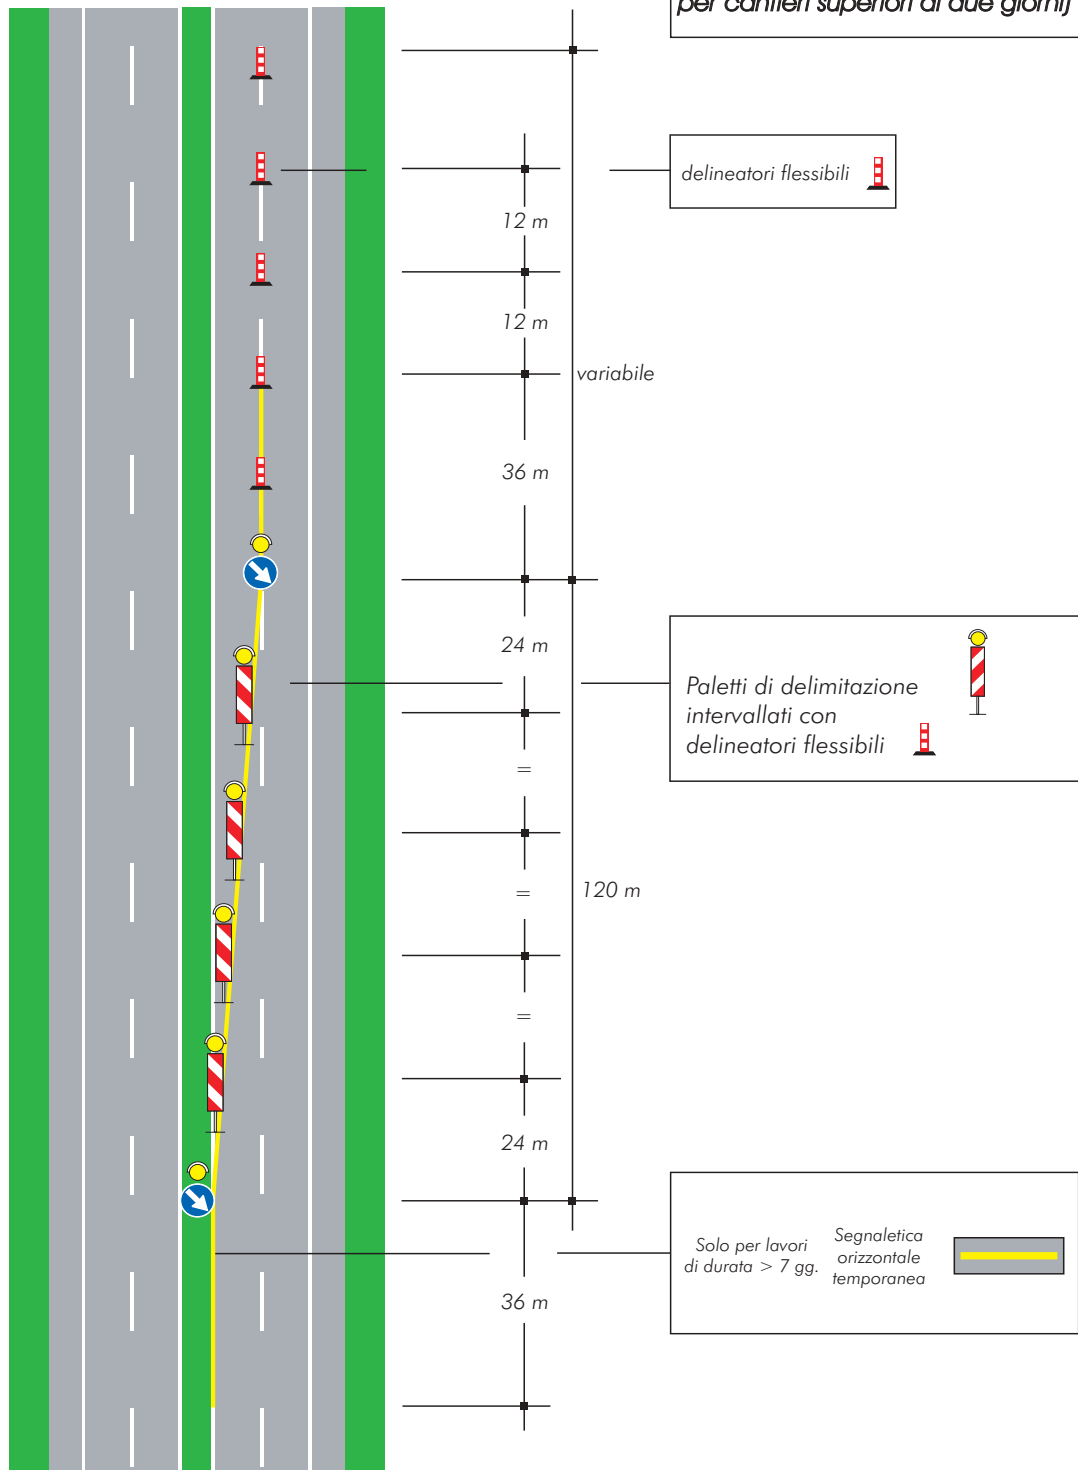 per cantieri superiori ai due giorni)
delineatori flessibili
12 m
12 m
variabile
36 m
24 m
Paletti di delimitazione
intervallati con
delineatori flessibili
=
=
120 m
=
24 m
Solo per lavori
di durata > 7 gg.
Segnaletica
orizzontale
temporanea
36 m